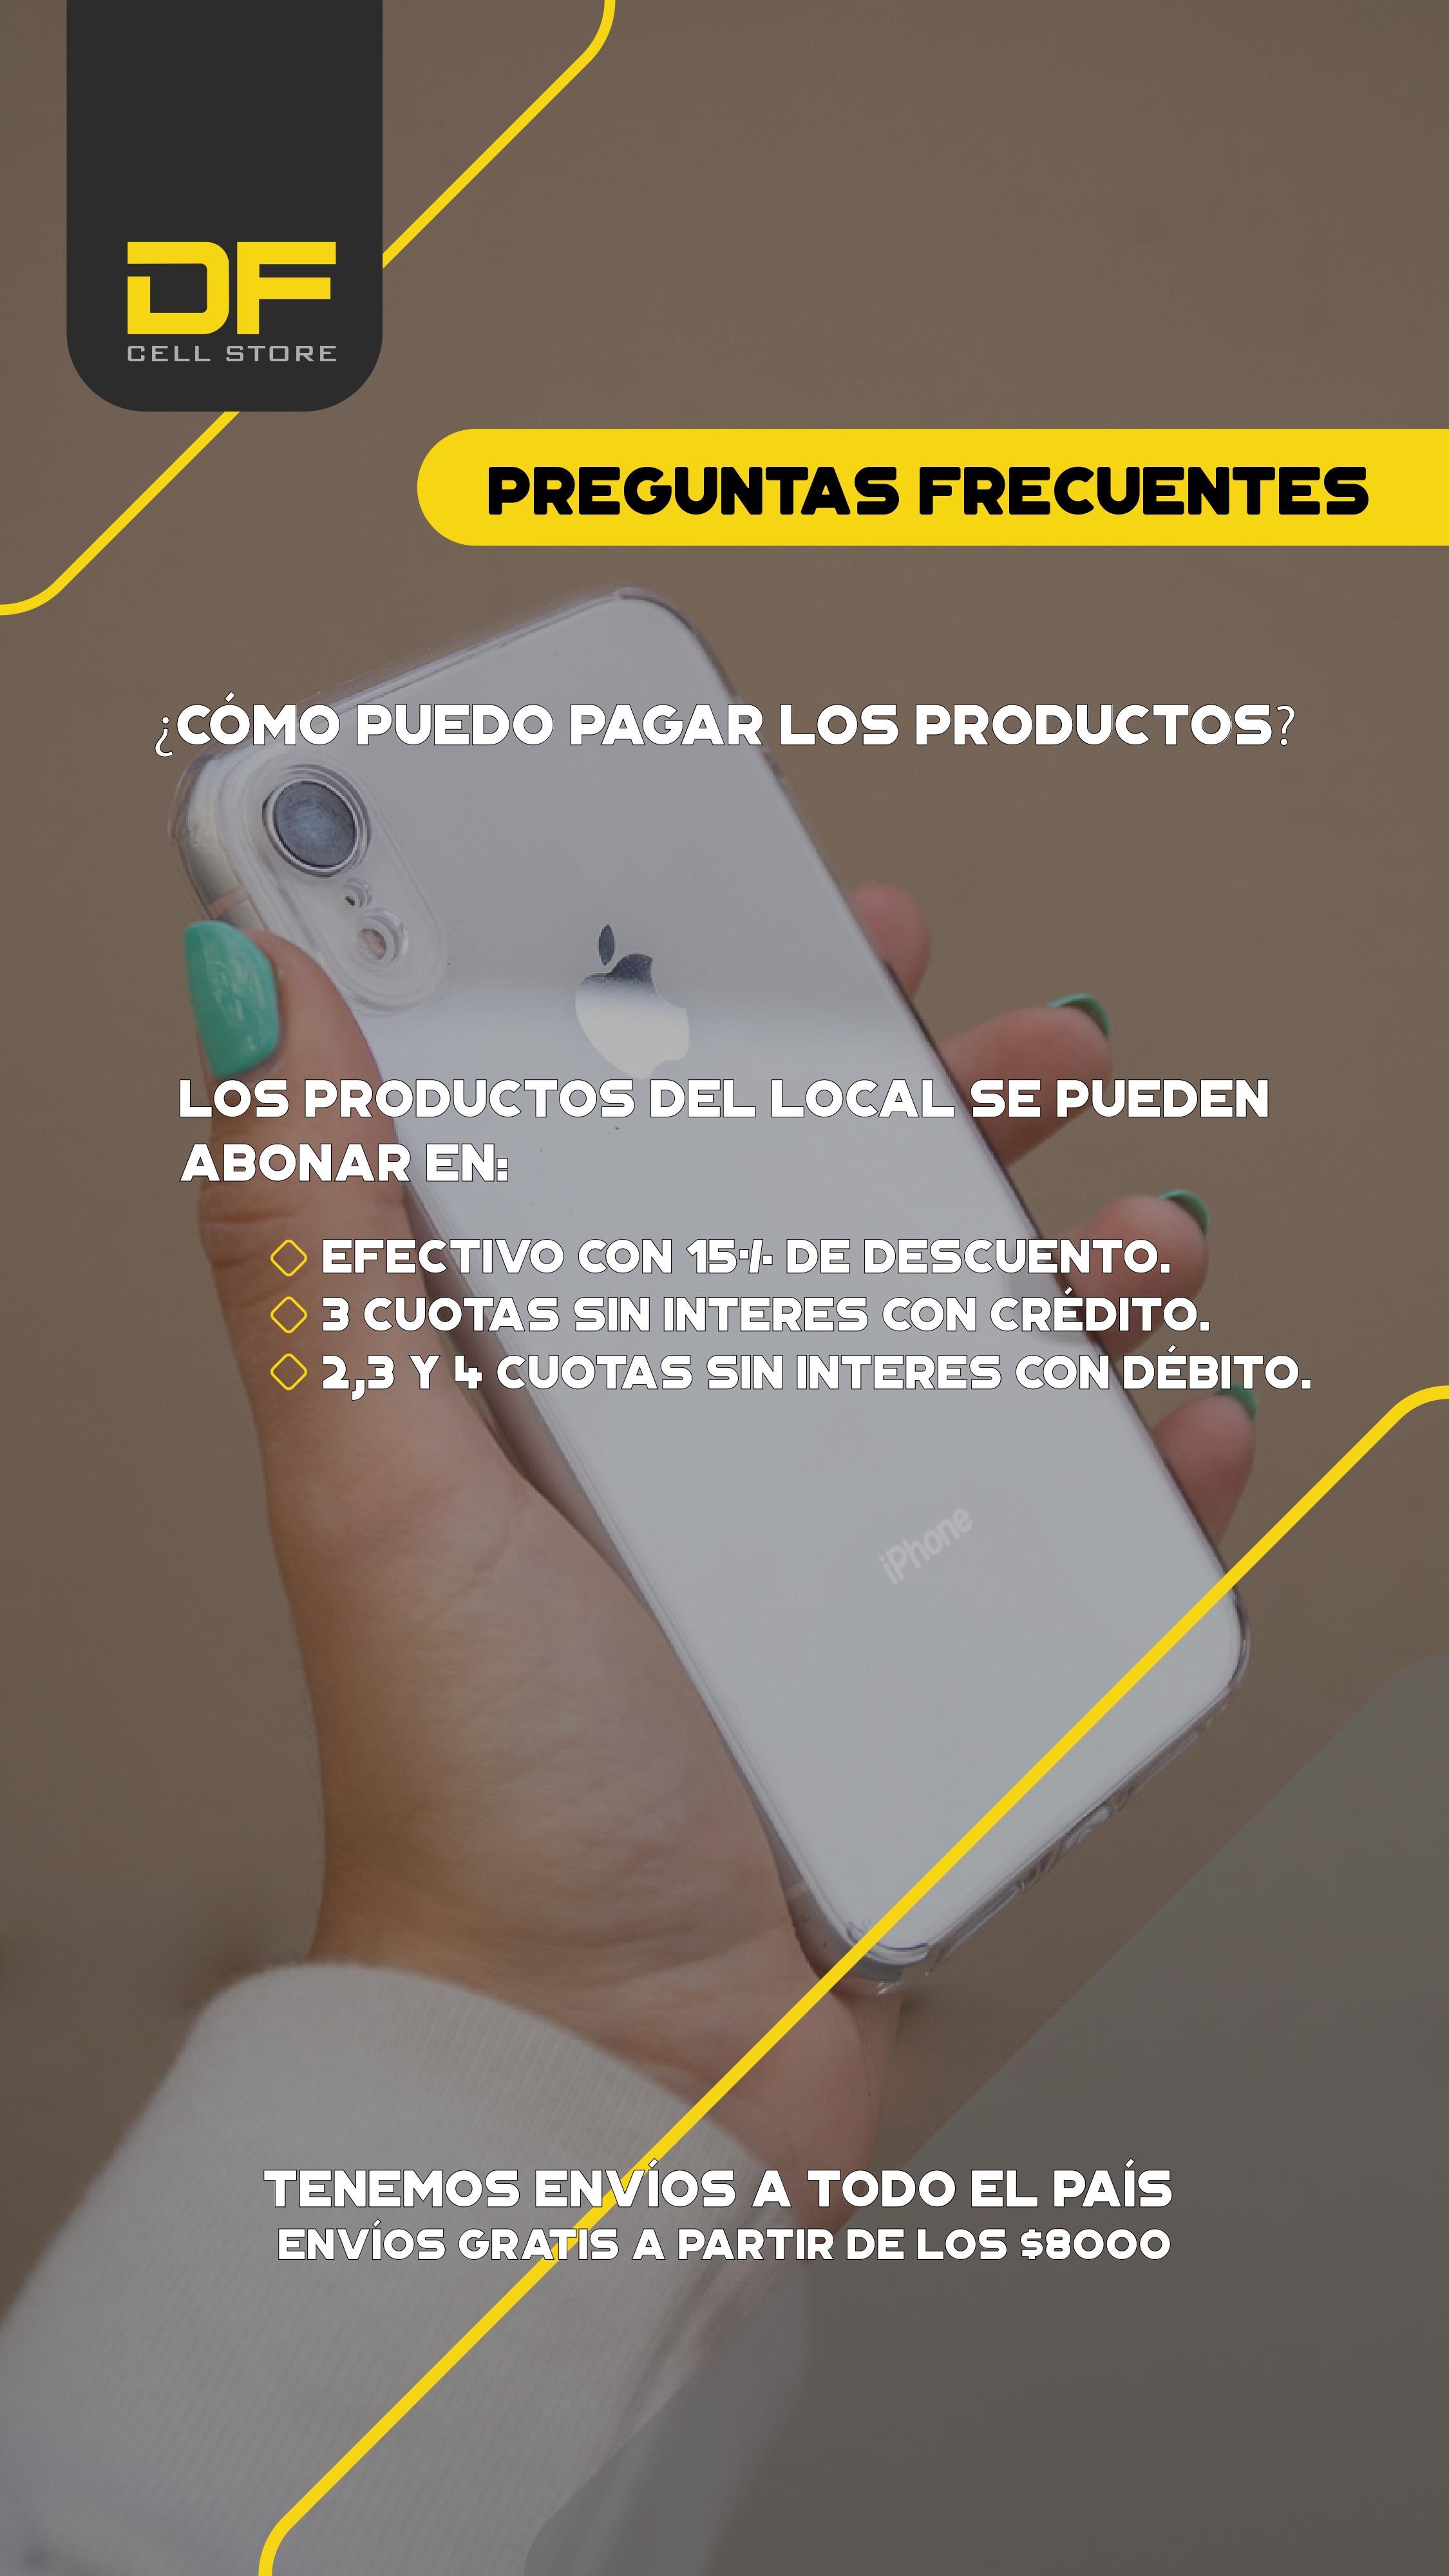 DF
CELL STORE
PREGUNTAS FRECUENTES
¿CÓMO PUEDO PAGAR LOS PRODUCTOS?
LOS PRODUCTOS DEL LOCAL SE PUEDEN
ABONAR EN:
EFECTIVO CON 15% DE DESCUENTO.
3 CUOTAS SIN INTERES CON CRÉDITO.
2,3 Y 4 CUOTAS SIN INTERES CON DÉBITO.
iPhone
TENEMOS ENVÍOS A TODO EL PAÍS
ENVÍOS GRATIS A PARTIR DE LOS $8000